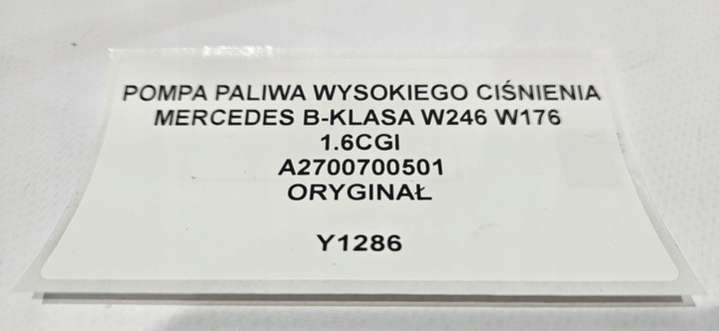 POMPA PALIWA WYSOKIEGO CIŚNIENIA
MERCEDES B-KLASA W246 W176
1.6CGI
A2700700501
ORYGINAŁ
Y1286